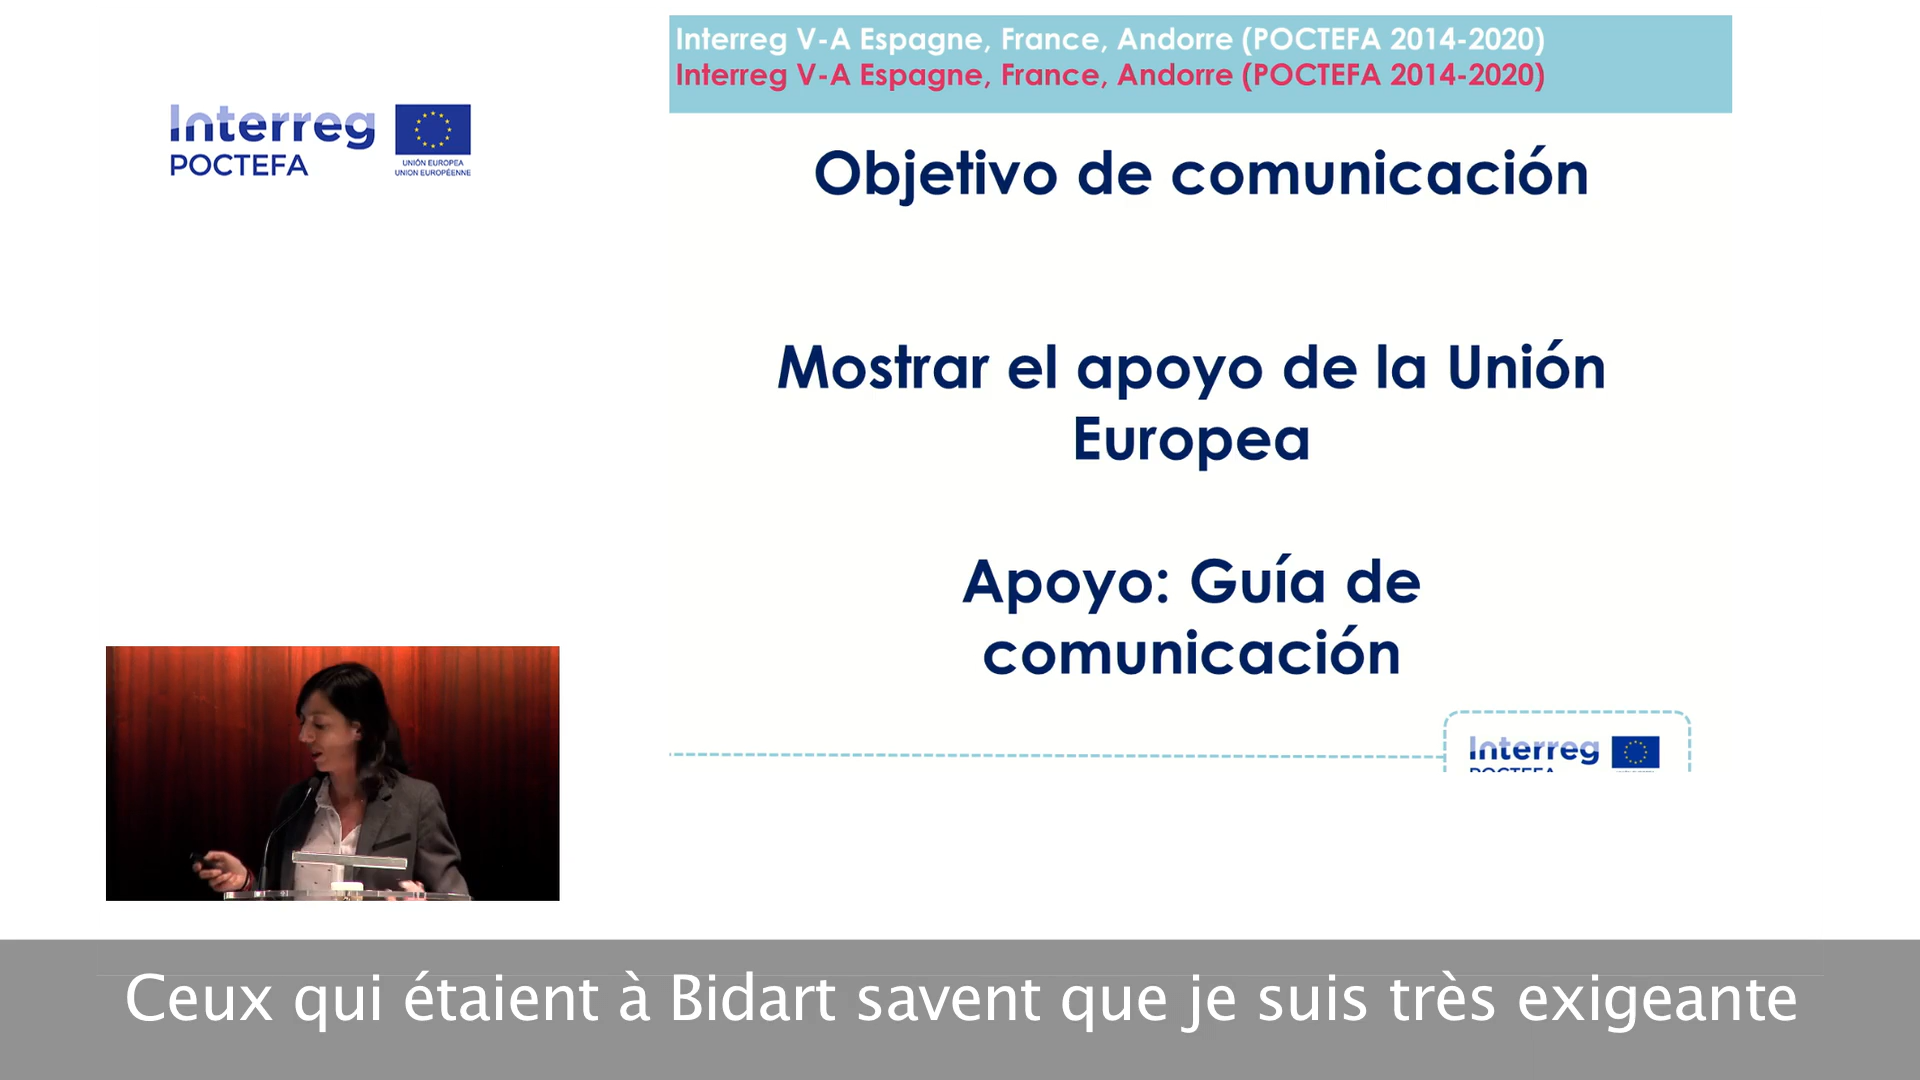 Interreg V-A Espagne, France, Andorre (POCTEFA 2014-2020)
Interreg V-A Espagne, France, Andorre (POCTEFA 2014-2020)
Interreg
POCTEFA
UNIÓN EUROPEA
UNION EUROPÉENNE
Objetivo de comunicación
Mostrar el apoyo de la Unión
Europea
Apoyo: Guía de
comunicación
Interreg
POCTEFA
Ceux qui étaient à Bidart savent que je suis très exigeante